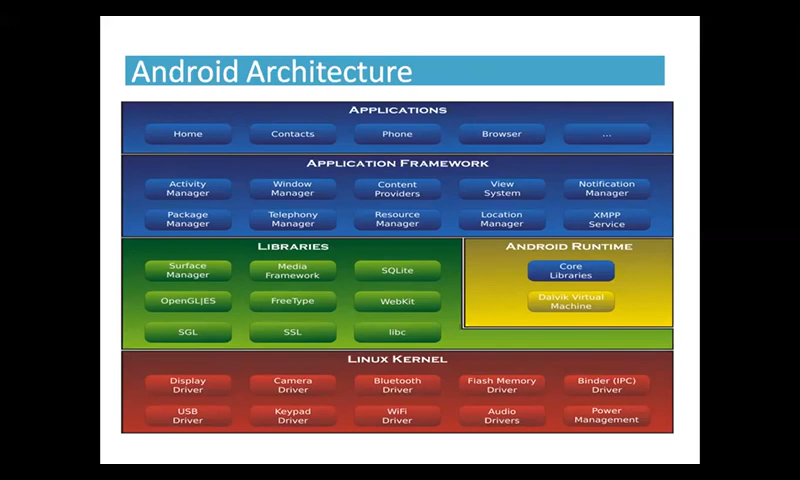 Android Architecture
APPLICATIONS
Home
Contacts
Phone
Browser
...
APPLICATION FRAMEWORK
Activity
Manager
Window
Manager
Content
Providers
View
System
Notification
Manager
Package
Manager
Telephony
Manager
Resource
Manager
Location
Manager
XMPP
Service
LIBRARIES
Surface
Manager
Media
Framework
SQLite
OpenGL|ES
FreeType
WebKit
SGL
SSL
libc
ANDROID RUNTIME
Core
Libraries
Dalvik Virtual
Machine
LINUX KERNEL
Display
Driver
Camera
Driver
Bluetooth
Driver
Flash Memory
Driver
Binder (IPC)
Driver
USB
Driver
Keypad
Driver
WiFi
Driver
Audio
Drivers
Power
Management